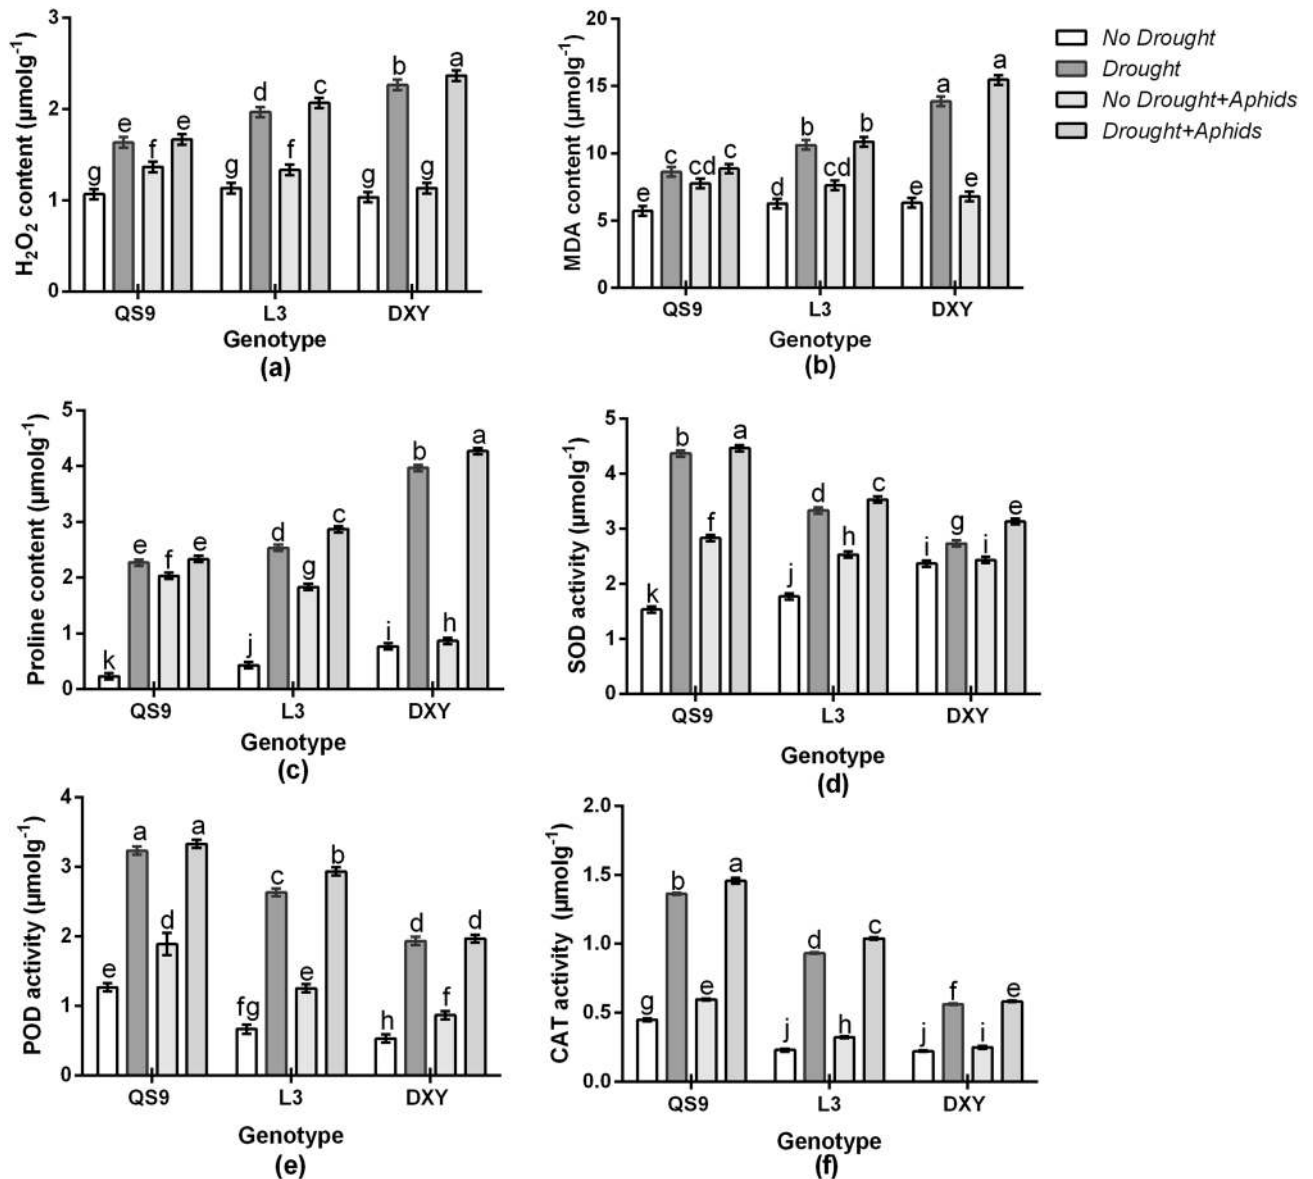 3
2
1
0
H₂O₂ content (μmolg⁻¹)
g e f e
g d f c
g b g a
QS9 L3 DXY
Genotype
(a)
20
15
10
5
0
MDA content (μmolg⁻¹)
e c cd c
d b cd b
e a e a
QS9 L3 DXY
Genotype
(b)
No Drought
Drought
No Drought+Aphids
Drought+Aphids
5
4
3
2
1
0
Proline content (μmolg⁻¹)
k e f e
j d g c
i b h a
QS9 L3 DXY
Genotype
(c)
5
4
3
2
1
0
SOD activity (μmolg⁻¹)
k b f a
j d h c
i g i e
QS9 L3 DXY
Genotype
(d)
4
3
2
1
0
POD activity (μmolg⁻¹)
e a d a
fg c e b
h d f d
QS9 L3 DXY
Genotype
(e)
2.0
1.5
1.0
0.5
0.0
CAT activity (μmolg⁻¹)
g b e a
j d h c
j f i e
QS9 L3 DXY
Genotype
(f)